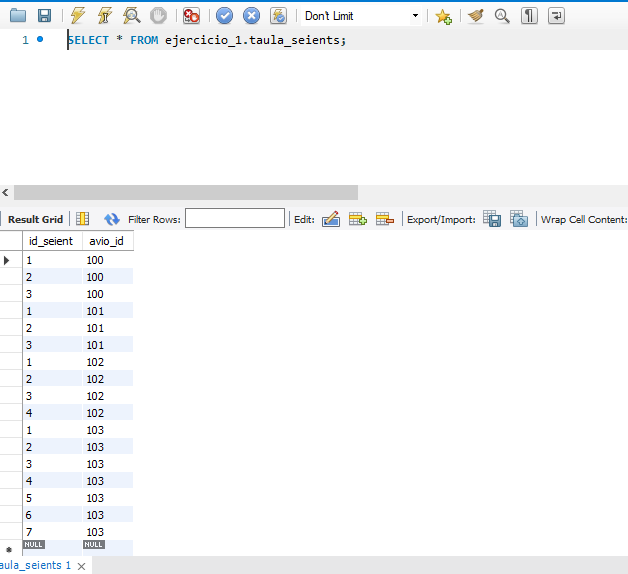 Don't Limit
1 SELECT * FROM ejercicio_1.taula_seients;
Result Grid Filter Rows: Edit: Export/Import: Wrap Cell Content:
id_seient avio_id
1 100
2 100
3 100
1 101
2 101
3 101
1 102
2 102
3 102
4 102
1 103
2 103
3 103
4 103
5 103
6 103
7 103
NULL NULL
aula_seients 1